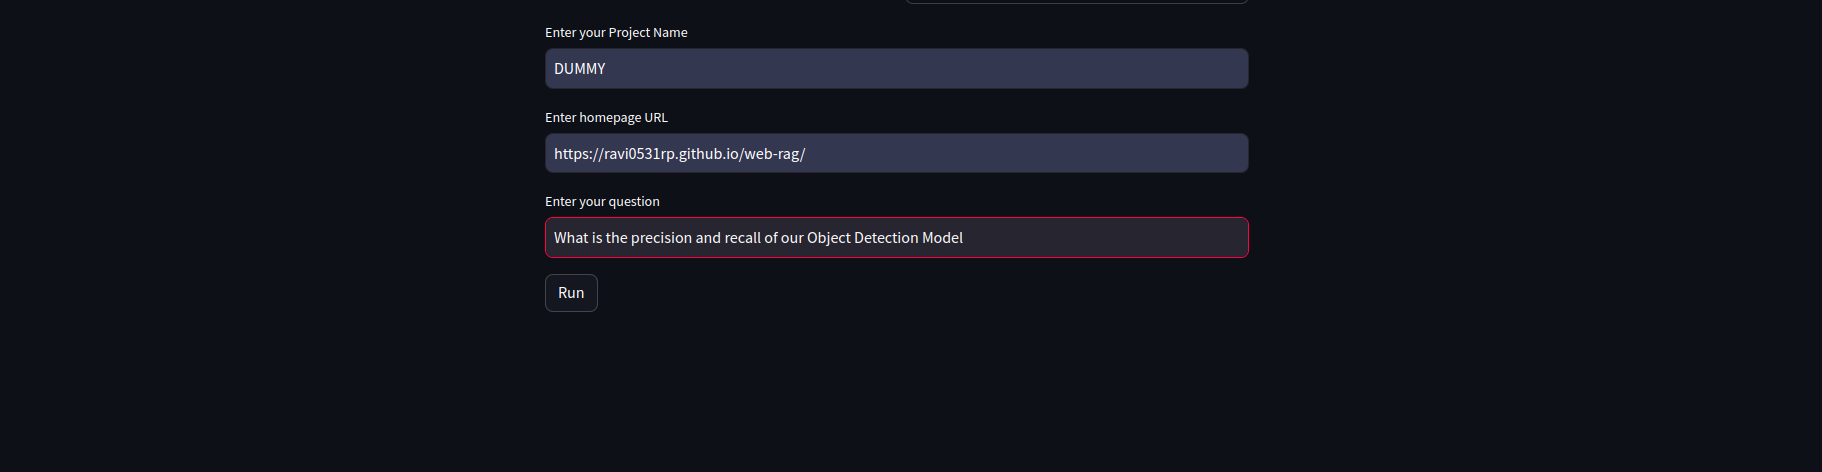 Enter your Project Name
DUMMY
Enter homepage URL
https://ravi0531rp.github.io/web-rag/
Enter your question
What is the precision and recall of our Object Detection Model
Run